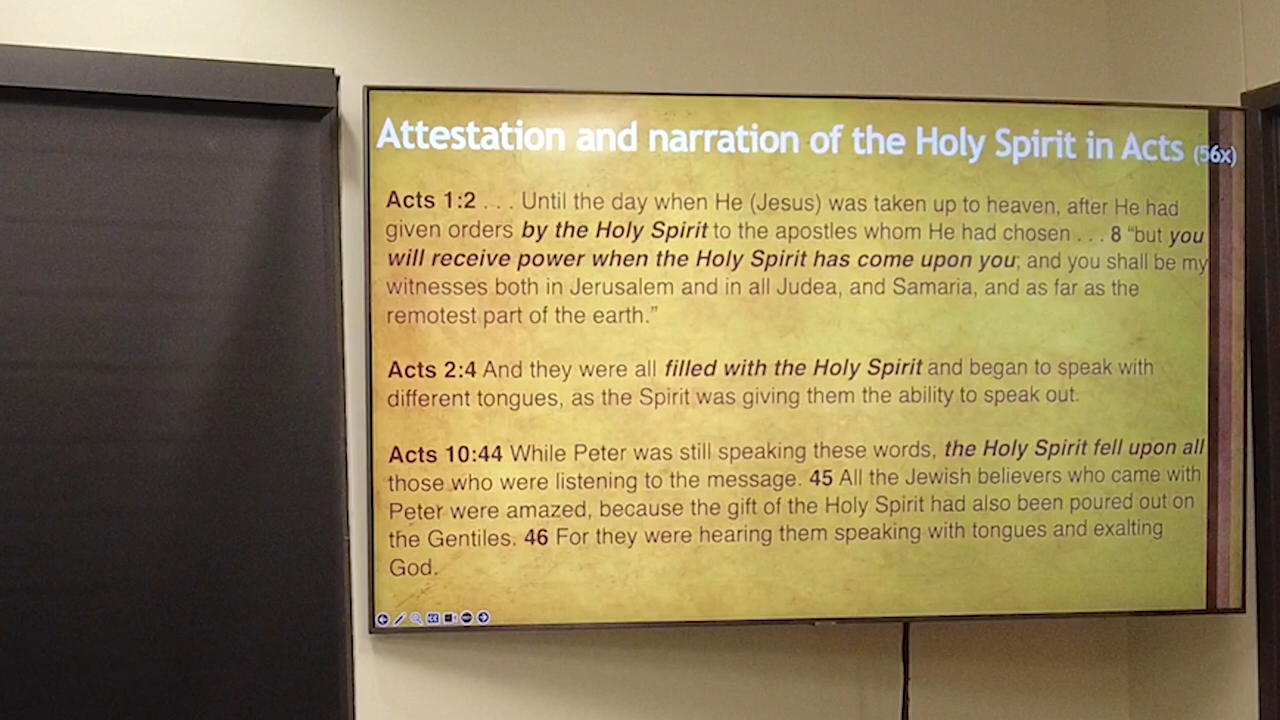 Attestation and narration of the Holy Spirit in Acts (56x)
Acts 1:2 . . . Until the day when He (Jesus) was taken up to heaven, after He had
given orders by the Holy Spirit to the apostles whom He had chosen . . . 8 “but you
will receive power when the Holy Spirit has come upon you; and you shall be my
witnesses both in Jerusalem and in all Judea, and Samaria, and as far as the
remotest part of the earth.”
Acts 2:4 And they were all filled with the Holy Spirit and began to speak with
different tongues, as the Spirit was giving them the ability to speak out.
Acts 10:44 While Peter was still speaking these words, the Holy Spirit fell upon all
those who were listening to the message. 45 All the Jewish believers who came with
Peter were amazed, because the gift of the Holy Spirit had also been poured out on
the Gentiles. 46 For they were hearing them speaking with tongues and exalting
God.